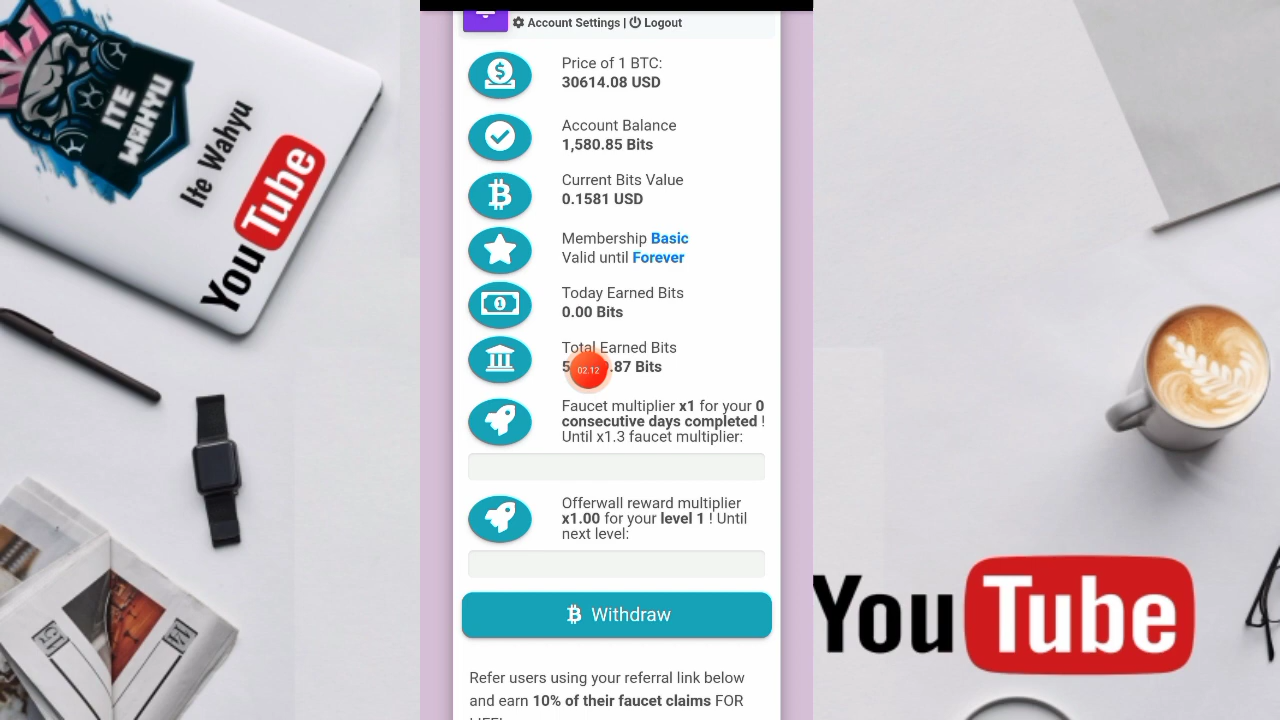 ITE
WAHYU
Ite Wahyu
YouTube
Account Settings | Logout
Price of 1 BTC:
30614.08 USD
Account Balance
1,580.85 Bits
Current Bits Value
0.1581 USD
Membership Basic
Valid until Forever
Today Earned Bits
0.00 Bits
Total Earned Bits
.87 Bits
02.12
Faucet multiplier x1 for your 0
consecutive days completed !
Until x1.3 faucet multiplier:
Offerwall reward multiplier
x1.00 for your level 1 ! Until
next level:
Withdraw
Refer users using your referral link below
and earn 10% of their faucet claims FOR
YouTube